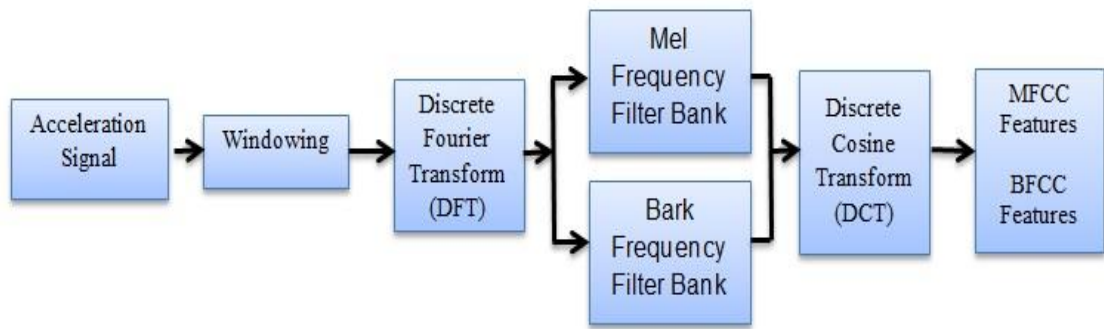 Acceleration
Signal
Windowing
Discrete
Fourier
Transform
(DFT)
Mel
Frequency
Filter Bank
Bark
Frequency
Filter Bank
Discrete
Cosine
Transform
(DCT)
MFCC
Features
BFCC
Features